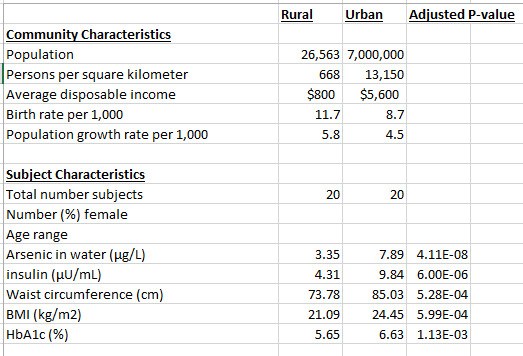 Rural Urban Adjusted P-value
Community Characteristics
Population 26,563 7,000,000
Persons per square kilometer 668 13,150
Average disposable income $800 $5,600
Birth rate per 1,000 11.7 8.7
Population growth rate per 1,000 5.8 4.5
Subject Characteristics
Total number subjects 20 20
Number (%) female
Age range
Arsenic in water (µg/L) 3.35 7.89 4.11E-08
insulin (µU/mL) 4.31 9.84 6.00E-06
Waist circumference (cm) 73.78 85.03 5.28E-04
BMI (kg/m2) 21.09 24.45 5.99E-04
HbA1c (%) 5.65 6.63 1.13E-03